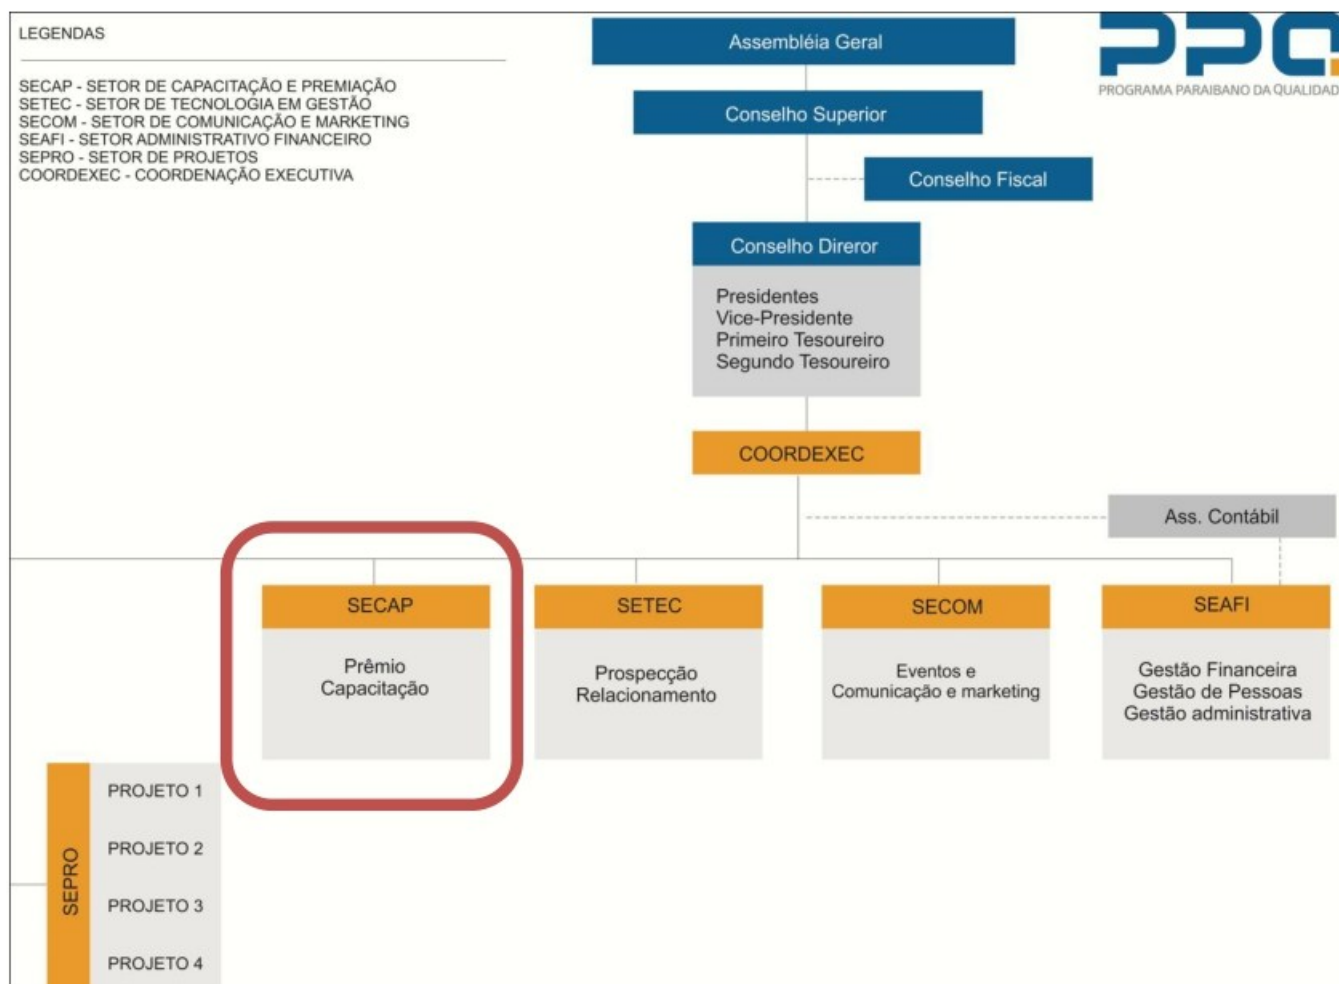 LEGENDAS
SECAP - SETOR DE CAPACITAÇÃO E PREMIAÇÃO
SETEC - SETOR DE TECNOLOGIA EM GESTÃO
SECOM - SETOR DE COMUNICAÇÃO E MARKETING
SEAFI - SETOR ADMINISTRATIVO FINANCEIRO
SEPRO - SETOR DE PROJETOS
COORDEXEC - COORDENAÇÃO EXECUTIVA
PPQ
PROGRAMA PARAIBANO DA QUALIDAD
Assembléia Geral
Conselho Superior
Conselho Fiscal
Conselho Direror
Presidentes
Vice-Presidente
Primeiro Tesoureiro
Segundo Tesoureiro
COORDEXEC
Ass. Contábil
SECAP
Prêmio
Capacitação
SETEC
Prospecção
Relacionamento
SECOM
Eventos e
Comunicação e marketing
SEAFI
Gestão Financeira
Gestão de Pessoas
Gestão administrativa
SEPRO
PROJETO 1
PROJETO 2
PROJETO 3
PROJETO 4